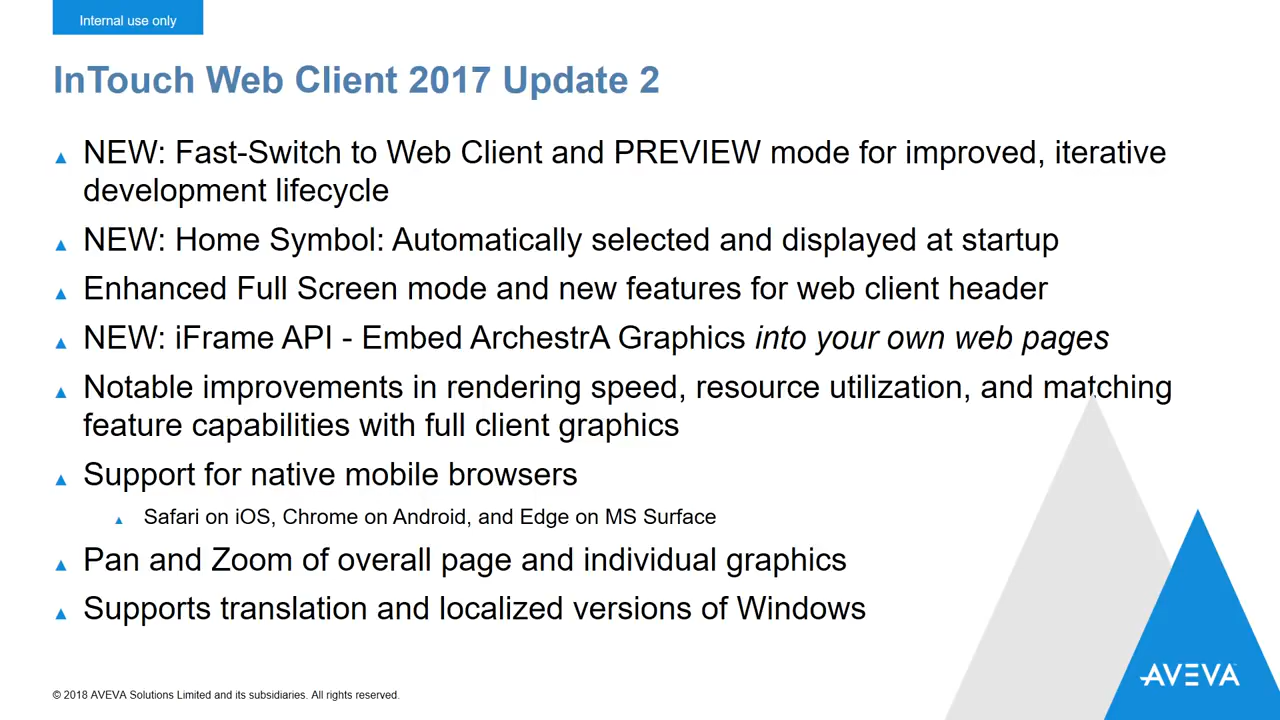 Internal use only
InTouch Web Client 2017 Update 2
NEW: Fast-Switch to Web Client and PREVIEW mode for improved, iterative
development lifecycle
NEW: Home Symbol: Automatically selected and displayed at startup
Enhanced Full Screen mode and new features for web client header
NEW: iFrame API - Embed ArchestrA Graphics into your own web pages
Notable improvements in rendering speed, resource utilization, and matching
feature capabilities with full client graphics
Support for native mobile browsers
Safari on iOS, Chrome on Android, and Edge on MS Surface
Pan and Zoom of overall page and individual graphics
Supports translation and localized versions of Windows
© 2018 AVEVA Solutions Limited and its subsidiaries. All rights reserved.
AVEVA